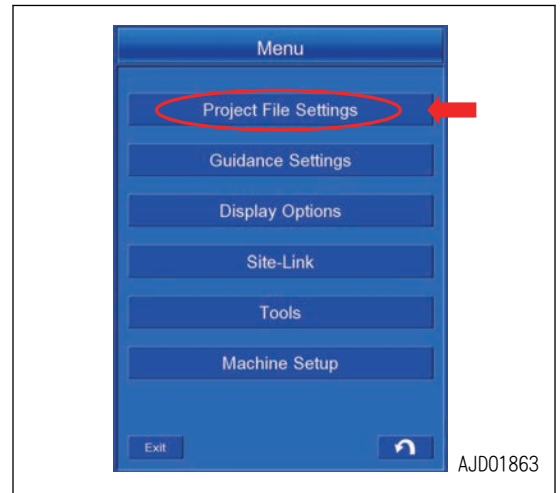 Menu
Project File Settings
Guidance Settings
Display Options
Site-Link
Tools
Machine Setup
Exit
AJD01863